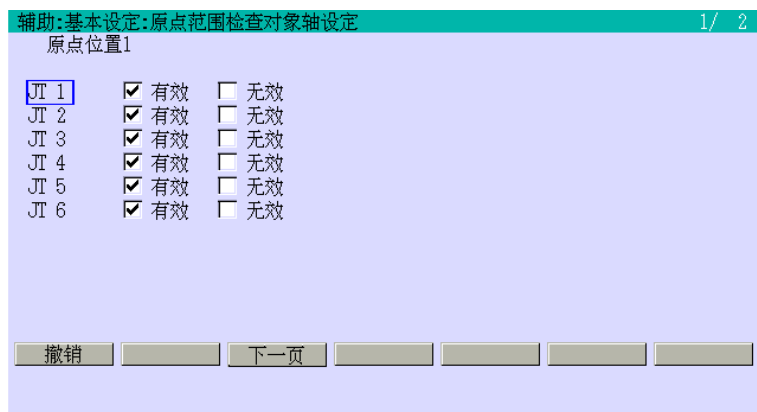 辅助:基本设定:原点范围检查对象轴设定 1/ 2
原点位置1
JT 1 有效 无效
JT 2 有效 无效
JT 3 有效 无效
JT 4 有效 无效
JT 5 有效 无效
JT 6 有效 无效
撤销 下一页